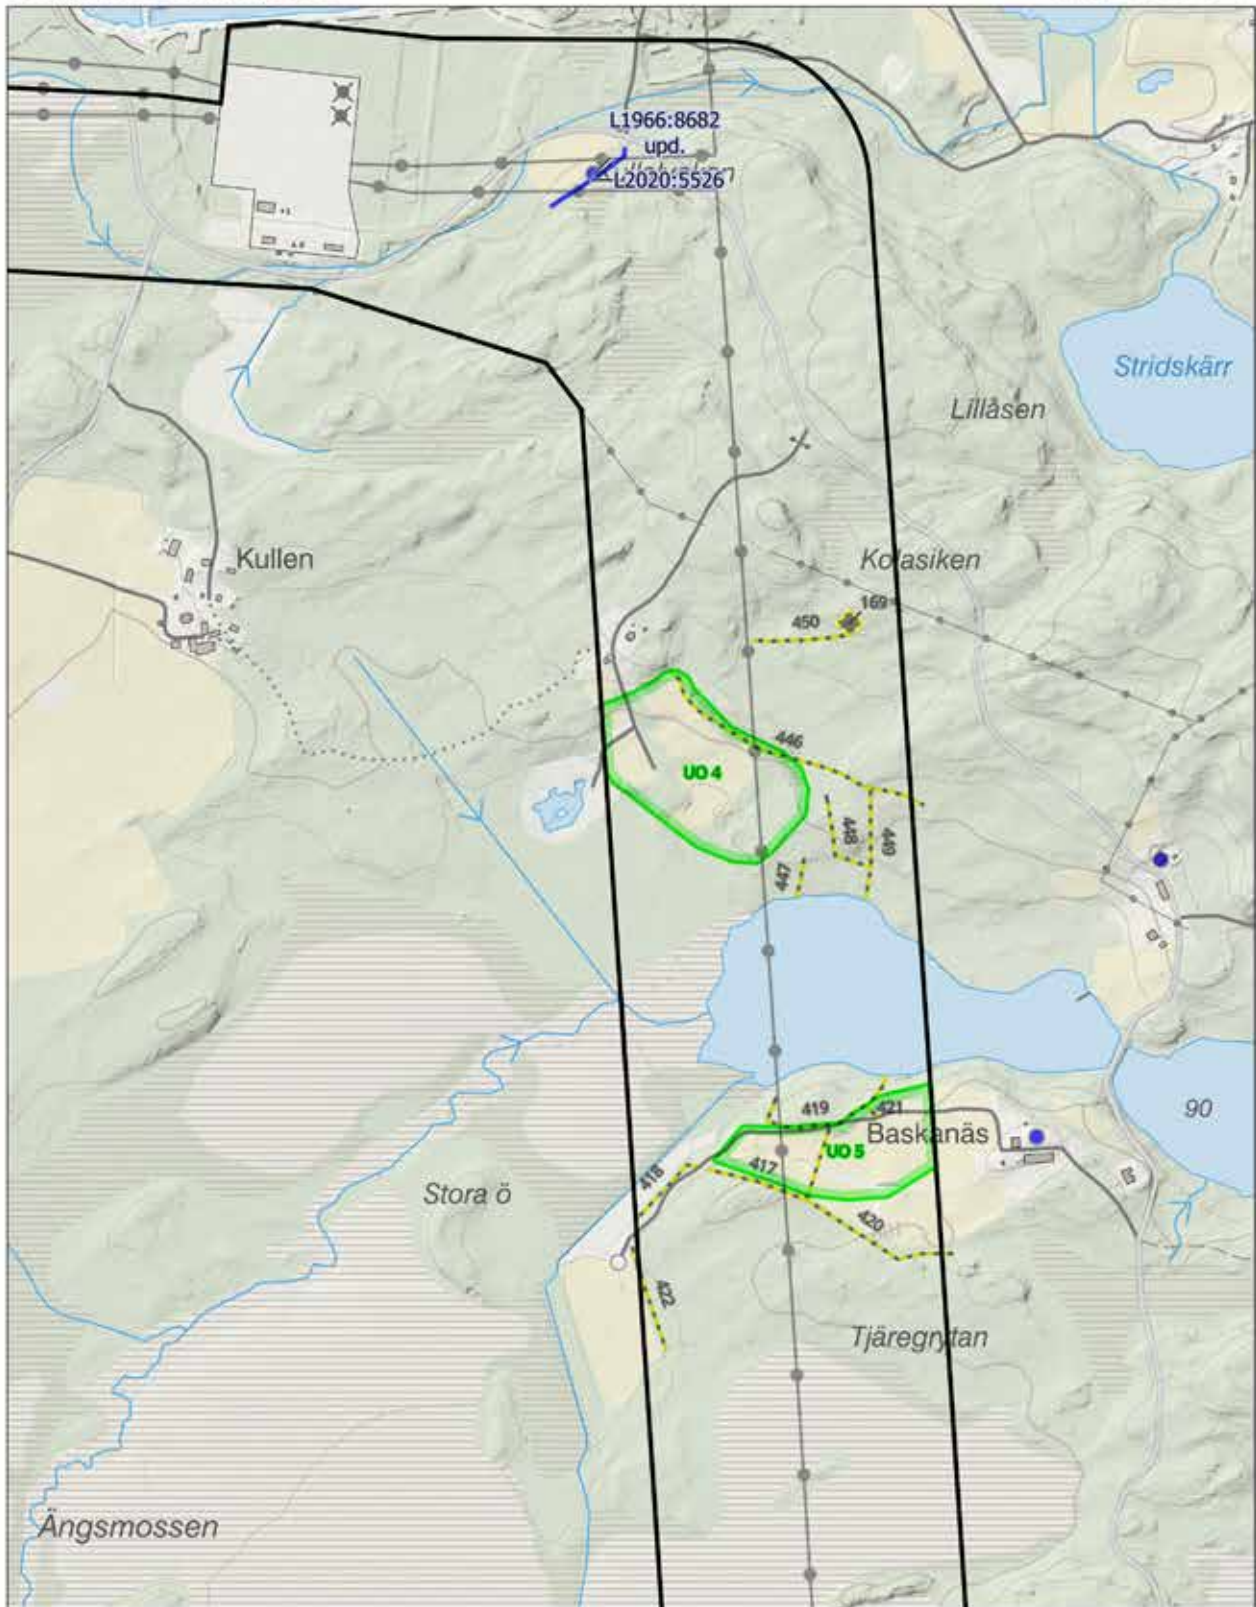 L1966:8682
upd.
L2020:5526
Stridskärr
Lillåsen
Kullen
Kolasiken
169
450
446
UO 4
448
449
447
90
419
421
Baskanäs
UO 5
417
418
Stora ö
420
422
Tjäregrytan
Ängsmossen